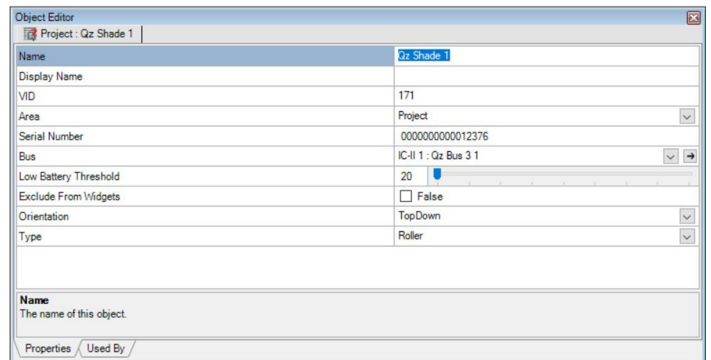 Object Editor
Project : Qz Shade 1
Name Qz Shade 1
Display Name
VID 171
Area Project
Serial Number 0000000000012376
Bus IC-II 1 : Qz Bus 3 1
Low Battery Threshold 20
Exclude From Widgets False
Orientation TopDown
Type Roller
Name
The name of this object.
Properties Used By